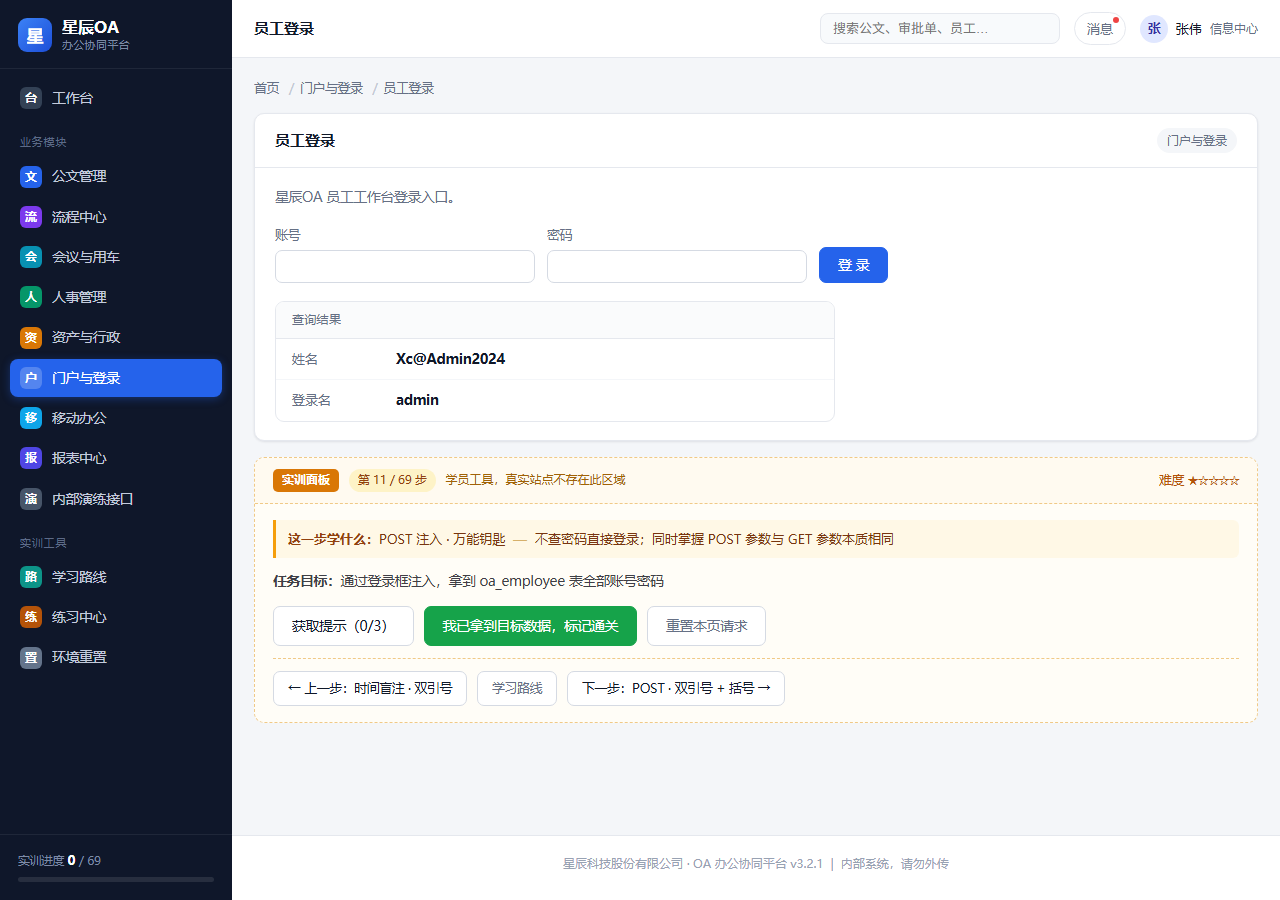 星
星辰OA
办公协同平台
台 工作台
业务模块
文 公文管理
流 流程中心
会 会议与用车
人 人事管理
资 资产与行政
户 门户与登录
移 移动办公
报 报表中心
演 内部演练接口
实训工具
路 学习路线
练 练习中心
置 环境重置
实训进度 0 / 69
员工登录
搜索公文、审批单、员工…
消息
张 张伟 信息中心
首页 / 门户与登录 / 员工登录
员工登录
门户与登录
星辰OA 员工工作台登录入口。
账号
密码
登 录
查询结果
姓名 Xc@Admin2024
登录名 admin
实训面板 第 11 / 69 步 学员工具，真实站点不存在此区域
难度 ★☆☆☆☆
这一步学什么：POST 注入 · 万能钥匙 — 不查密码直接登录；同时掌握 POST 参数与 GET 参数本质相同
任务目标：通过登录框注入，拿到 oa_employee 表全部账号密码
获取提示（0/3） 我已拿到目标数据，标记通关 重置本页请求
← 上一步：时间盲注 · 双引号 学习路线 下一步：POST · 双引号 + 括号 →
星辰科技股份有限公司 · OA 办公协同平台 v3.2.1 | 内部系统，请勿外传